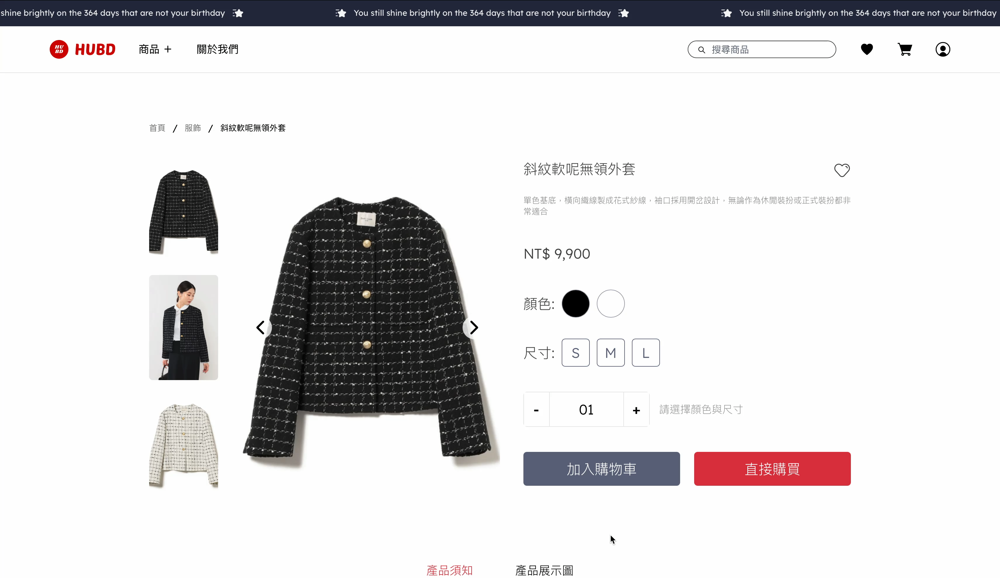 shine brightly on the 364 days that are not your birthday
You still shine brightly on the 364 days that are not your birthday
You still shine brightly on the 364 days that are not your birthday
HU
BD
HUBD
商品 +
關於我們
搜尋商品
首頁 / 服飾 / 斜紋軟呢無領外套
斜紋軟呢無領外套
單色基底，橫向織線製成花式紗線，袖口採用開岔設計，無論作為休閒裝扮或正式裝扮都非
常適合
NT$ 9,900
顏色:
尺寸: S M L
- 01 + 請選擇顏色與尺寸
加入購物車 直接購買
產品須知 產品展示圖